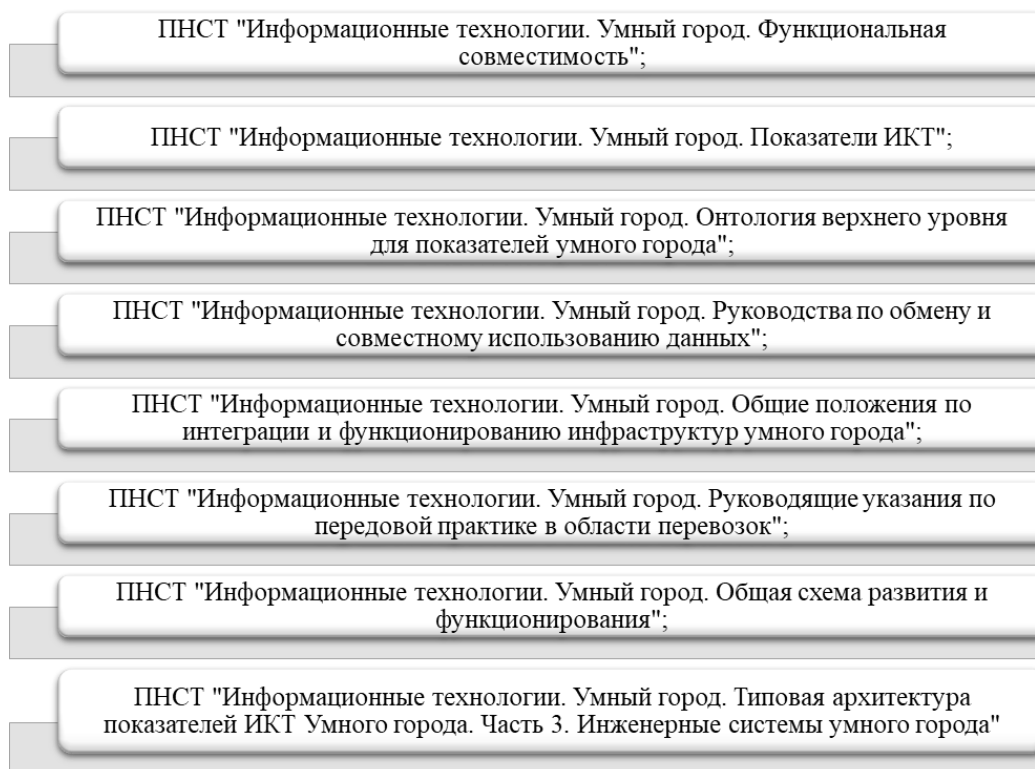 ПНСТ "Информационные технологии. Умный город. Функциональная
совместимость";
ПНСТ "Информационные технологии. Умный город. Показатели ИКТ";
ПНСТ "Информационные технологии. Умный город. Онтология верхнего уровня
для показателей умного города";
ПНСТ "Информационные технологии. Умный город. Руководства по обмену и
совместному использованию данных";
ПНСТ "Информационные технологии. Умный город. Общие положения по
интеграции и функционированию инфраструктур умного города";
ПНСТ "Информационные технологии. Умный город. Руководящие указания по
передовой практике в области перевозок";
ПНСТ "Информационные технологии. Умный город. Общая схема развития и
функционирования";
ПНСТ "Информационные технологии. Умный город. Типовая архитектура
показателей ИКТ Умного города. Часть 3. Инженерные системы умного города"